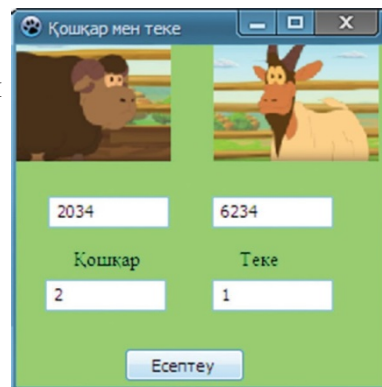 Қошқар мен теке
2034 6234
Қошқар Теке
2 1
Есептеу